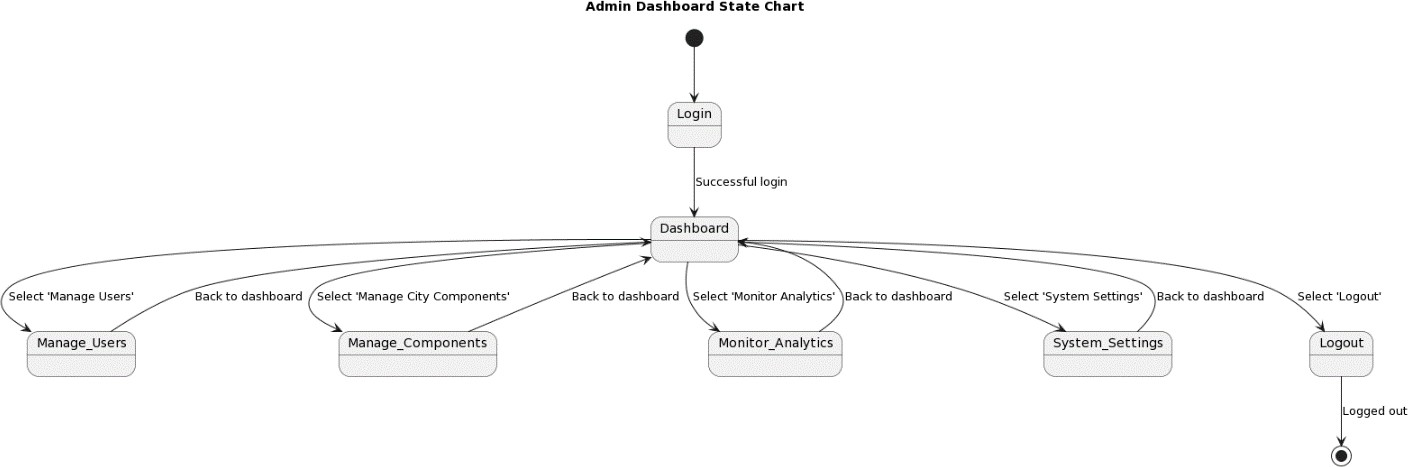 Admin Dashboard State Chart
Login
Successful login
Dashboard
Select 'Manage Users'
Back to dashboard
Select 'Manage City Components'
Back to dashboard
Select 'Monitor Analytics'
Back to dashboard
Select 'System Settings'
Back to dashboard
Select 'Logout'
Manage_Users
Manage_Components
Monitor_Analytics
System_Settings
Logout
Logged out